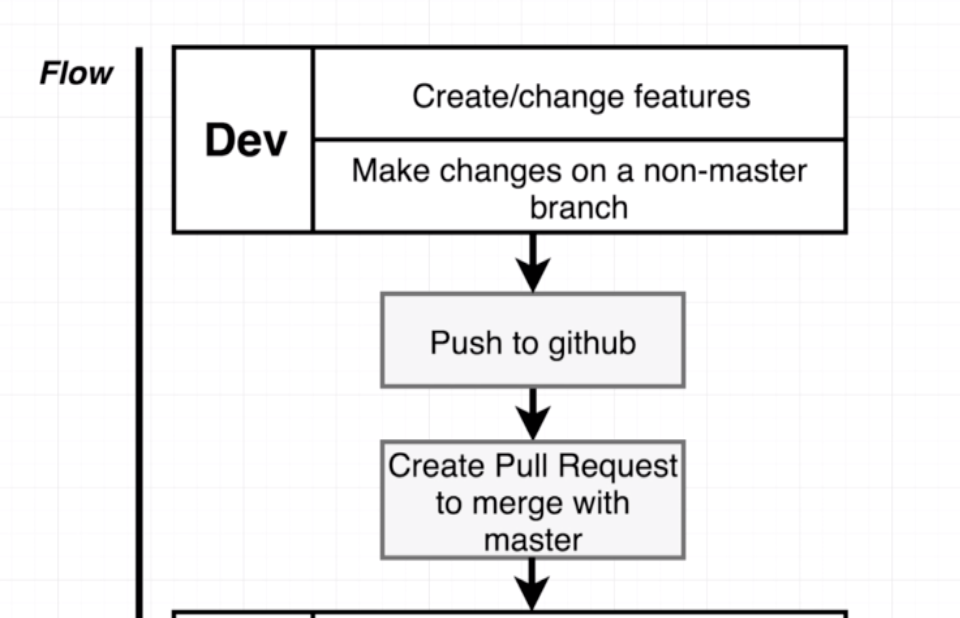 Flow
Dev
Create/change features
Make changes on a non-master
branch
Push to github
Create Pull Request
to merge with
master